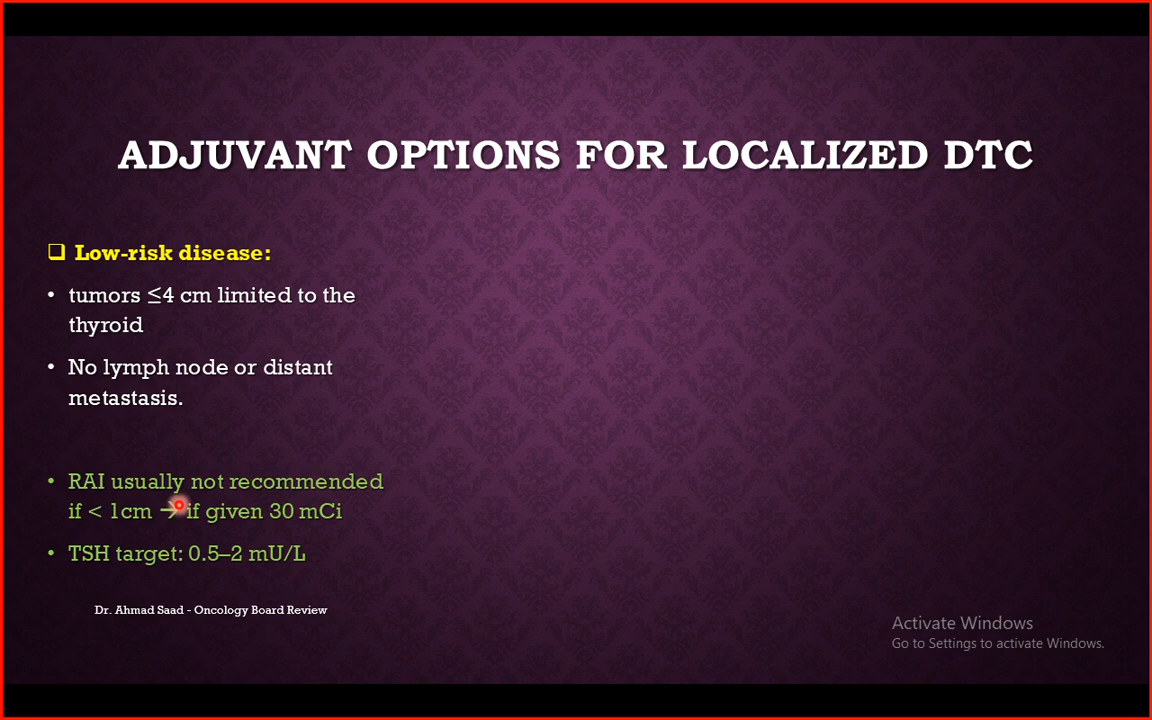 ADJUVANT OPTIONS FOR LOCALIZED DTC
❑ Low-risk disease:
• tumors ≤4 cm limited to the
thyroid
• No lymph node or distant
metastasis.
• RAI usually not recommended
if < 1cm → if given 30 mCi
• TSH target: 0.5–2 mU/L
Dr. Ahmad Saad - Oncology Board Review
Activate Windows
Go to Settings to activate Windows.